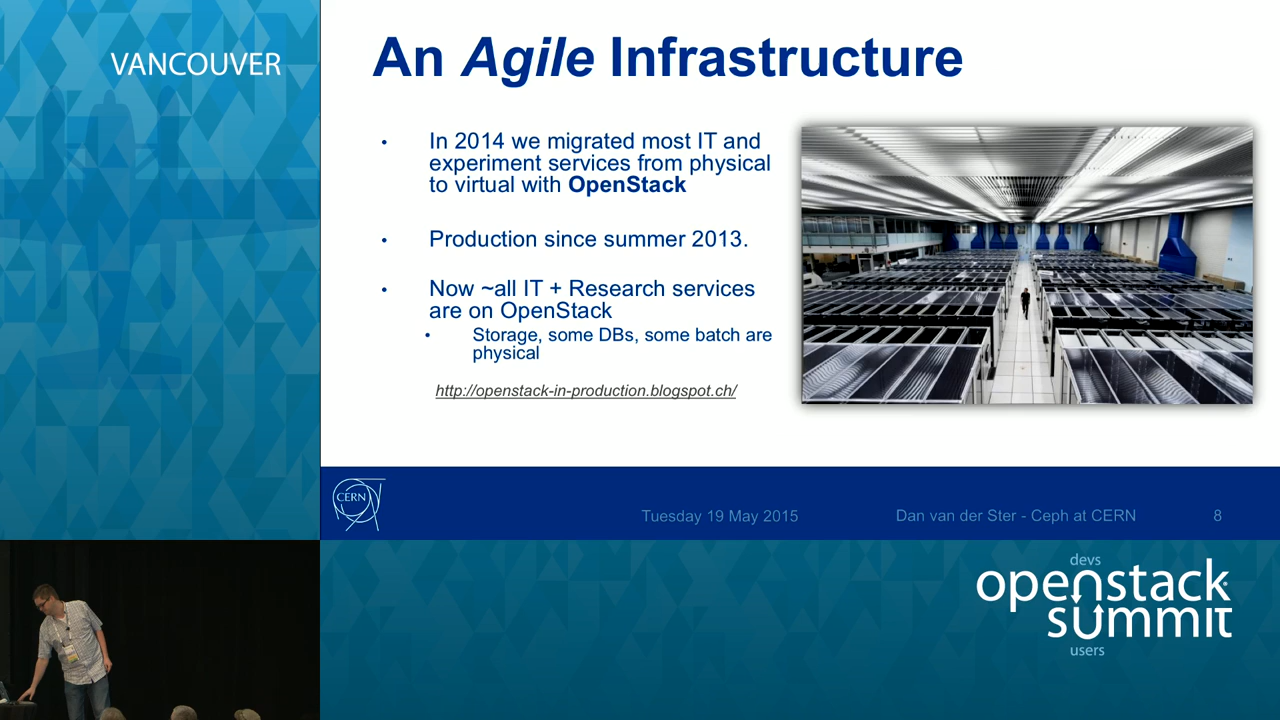 VANCOUVER
An Agile Infrastructure
• In 2014 we migrated most IT and
experiment services from physical
to virtual with OpenStack
• Production since summer 2013.
• Now ~all IT + Research services
are on OpenStack
• Storage, some DBs, some batch are
physical
http://openstack-in-production.blogspot.ch/
CERN
Tuesday 19 May 2015
Dan van der Ster - Ceph at CERN
8
devs
openstack
summit
users